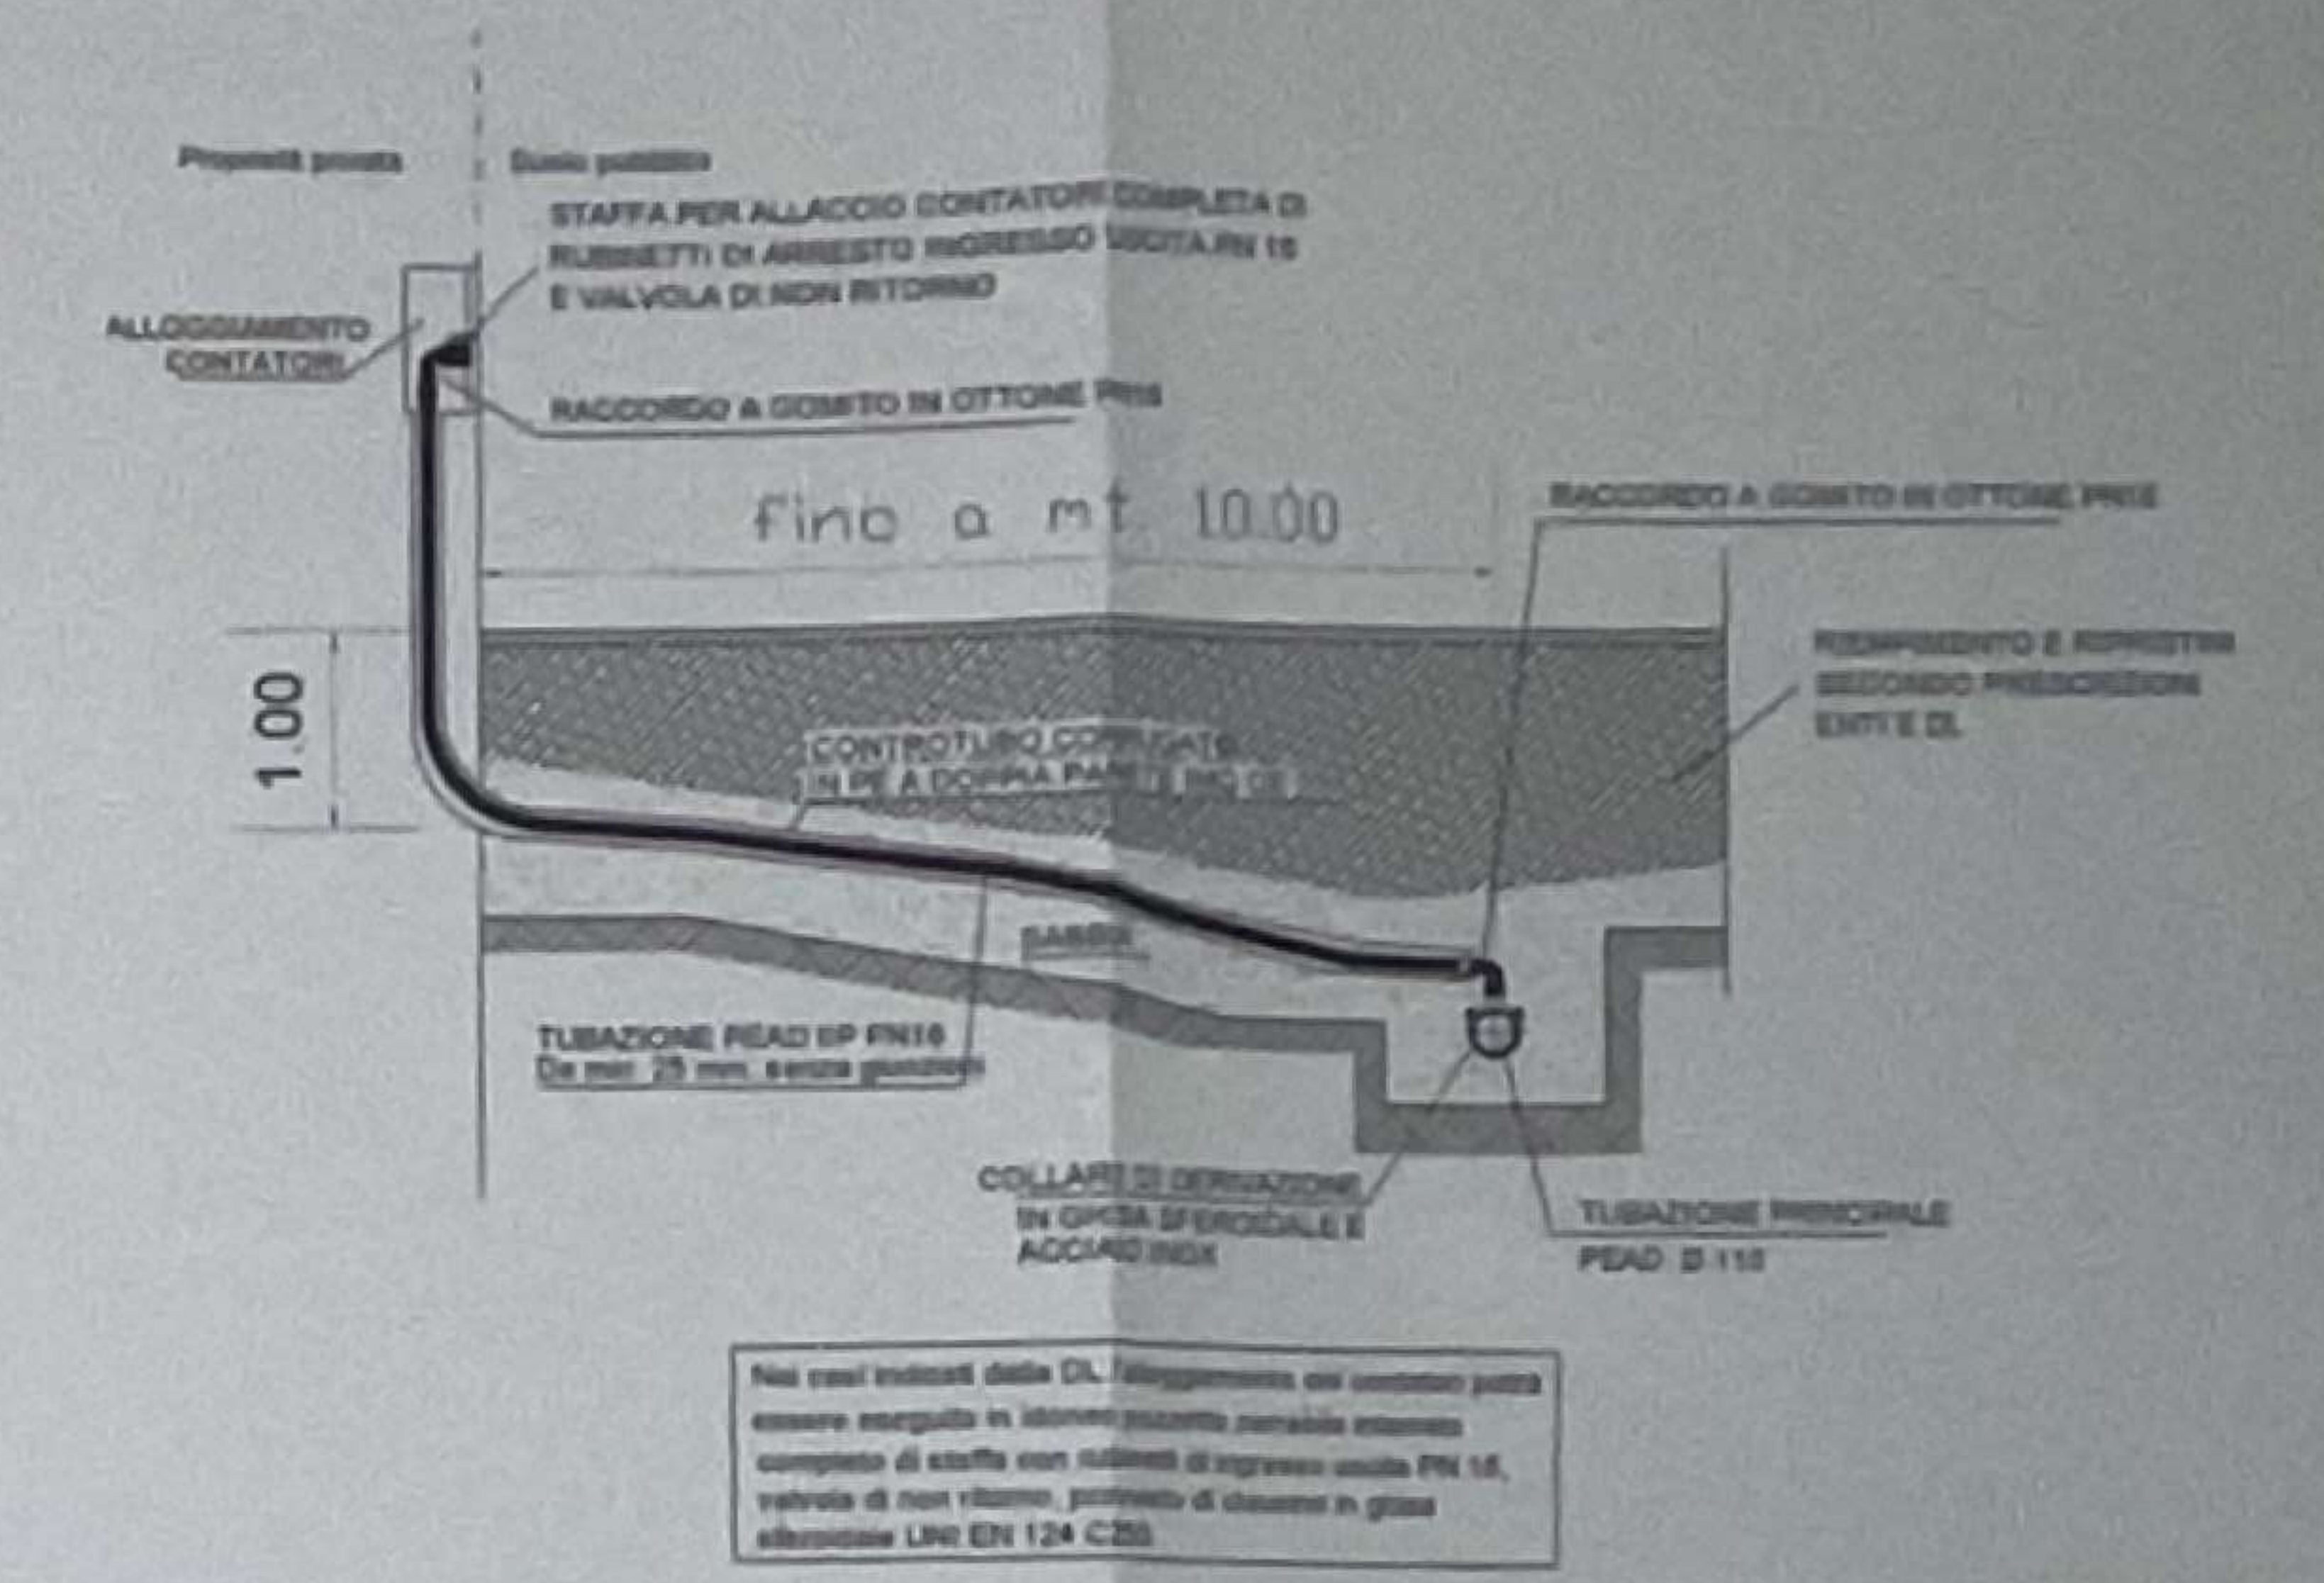 Proprietà privata
Suolo pubblico
STAFFA PER ALLACCIO CONTATORI COMPLETA DI
RUBINETTI DI ARRESTO INGRESSO USCITA PN 16
E VALVOLA DI NON RITORNO
ALLOGGIAMENTO
CONTATORI
RACCORDO A GOMITO IN OTTONE PN16
fino a mt. 10.00
RACCORDO A GOMITO IN OTTONE PN16
1.00
RIEMPIMENTO E RIPRISTINI
SECONDO PRESCRIZIONI
ENTI E DL
CONTROTUBO CORRUGATO
IN PE A DOPPIA PARETE
SABBIA
TUBAZIONE PEAD PN16
De min. 25 mm. senza giunzioni
COLLARE DI DERIVAZIONE
IN GHISA SFEROIDALE E
ACCIAIO INOX
TUBAZIONE PRINCIPALE
PEAD D 110
Nei casi indicati dalla DL l'alloggiamento del contatore potrà
essere eseguito in idoneo pozzetto
completo di staffa con rubinetti di ingresso uscita PN 16,
valvola di non ritorno, di in ghisa
sferoidale UNI EN 124 C250